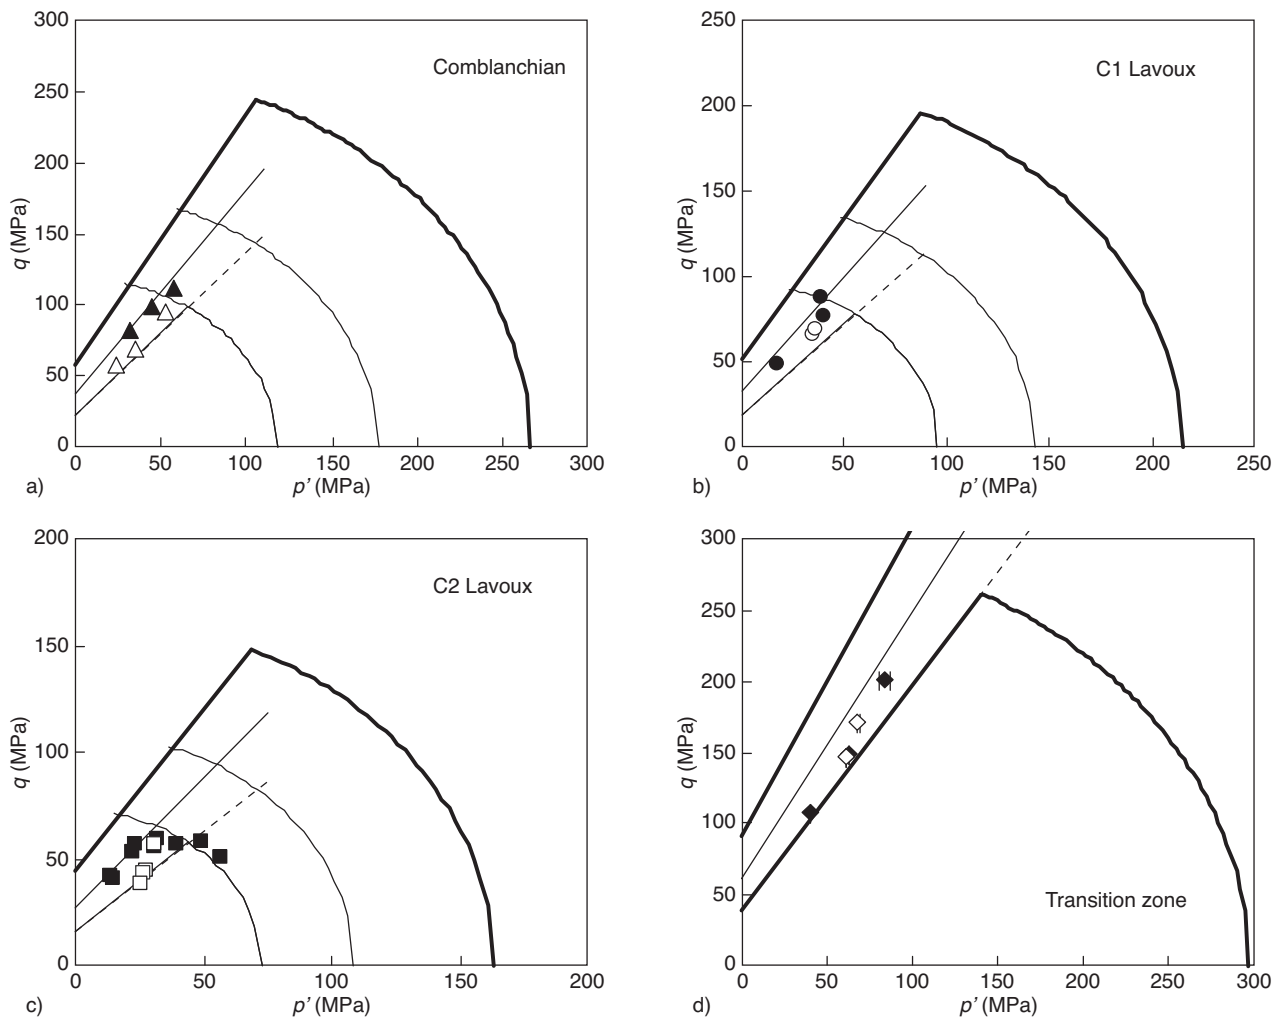 300
250
200
150
100
50
0
q (MPa)
Comblanchian
0 50 100 150 200 250 300
a)
p′ (MPa)
250
200
150
100
50
0
q (MPa)
C1 Lavoux
0 50 100 150 200 250
b)
p′ (MPa)
200
150
100
50
0
q (MPa)
C2 Lavoux
0 50 100 150 200
c)
p′ (MPa)
300
250
200
150
100
50
0
q (MPa)
Transition zone
0 50 100 150 200 250 300
d)
p′ (MPa)